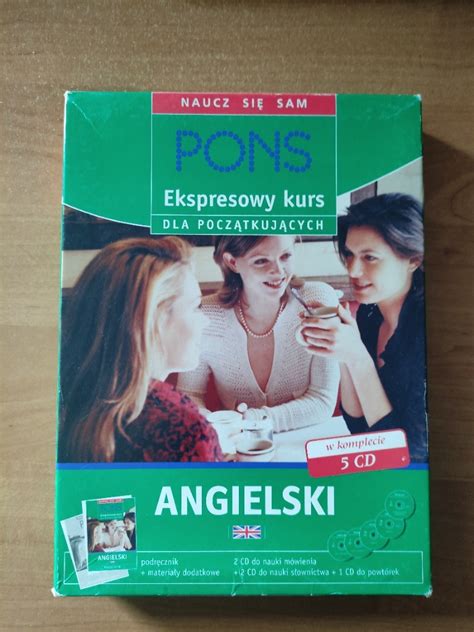 NAUCZ SIĘ SAM
PONS
Ekspresowy kurs
DLA POCZĄTKUJĄCYCH
w komplecie
5 CD
ANGIELSKI
ANGIELSKI
podręcznik
+ materiały dodatkowe
2 CD do nauki mówienia
+ 2 CD do nauki słownictwa + 1 CD do powtórek